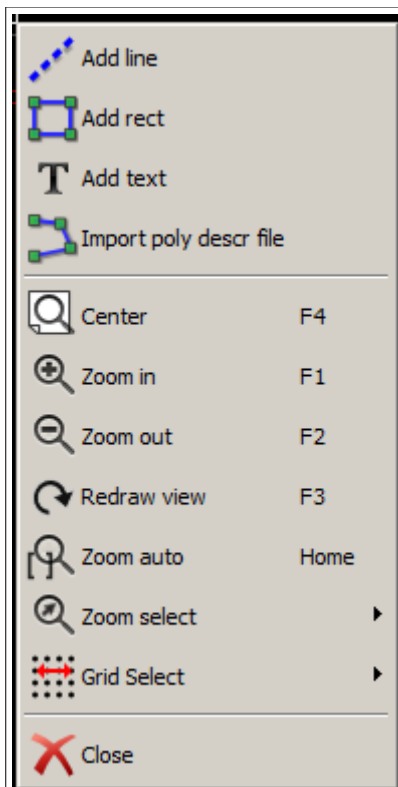 Add line
Add rect
Add text
Import poly descr file
Center F4
Zoom in F1
Zoom out F2
Redraw view F3
Zoom auto Home
Zoom select
Grid Select
Close